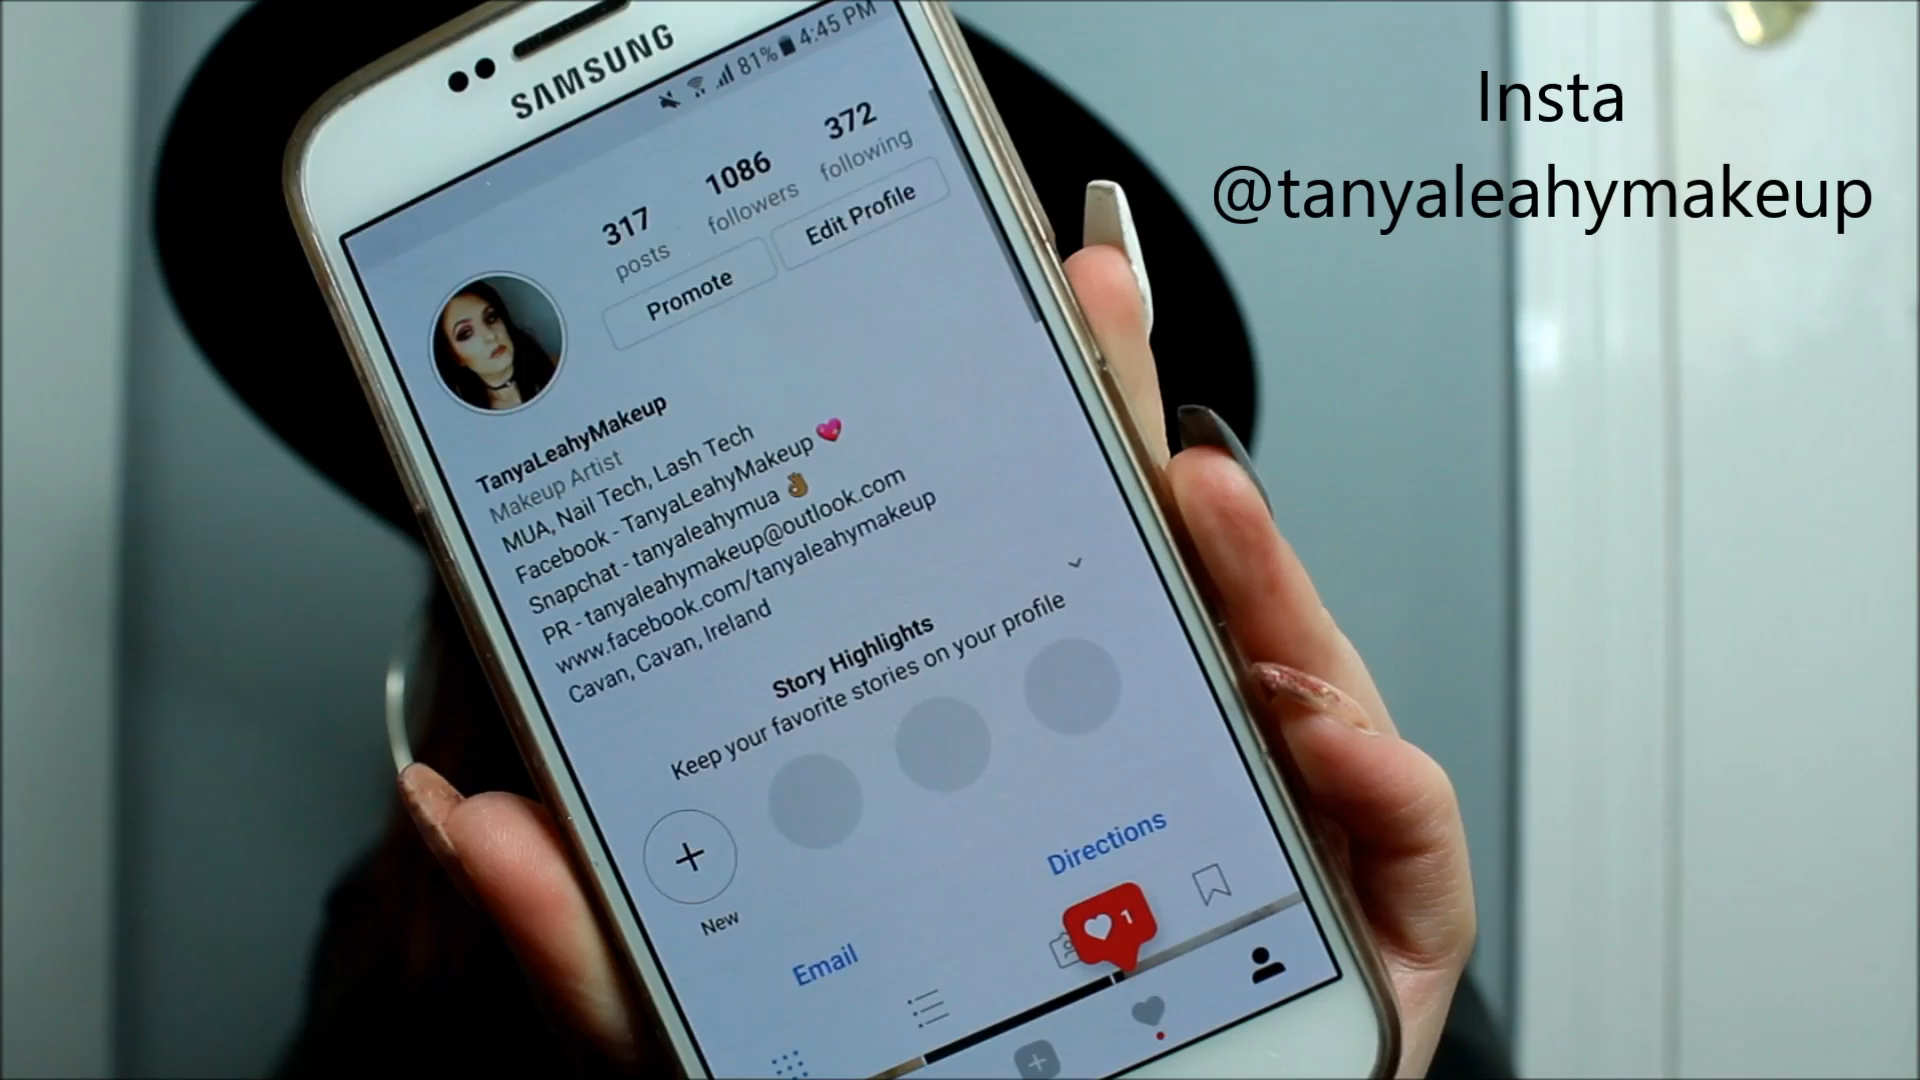 SAMSUNG
81% 4:45 PM
Insta
@tanyaleahymakeup
317 1086 372
posts followers following
Promote Edit Profile
TanyaLeahyMakeup
Makeup Artist
MUA, Nail Tech, Lash Tech
Facebook - TanyaLeahyMakeup 💖
Snapchat - tanyaleahymua 👌🏾
PR - tanyaleahymakeup@outlook.com
www.facebook.com/tanyaleahymakeup
Cavan, Cavan, Ireland
Story Highlights
Keep your favorite stories on your profile
New
Email Directions
1